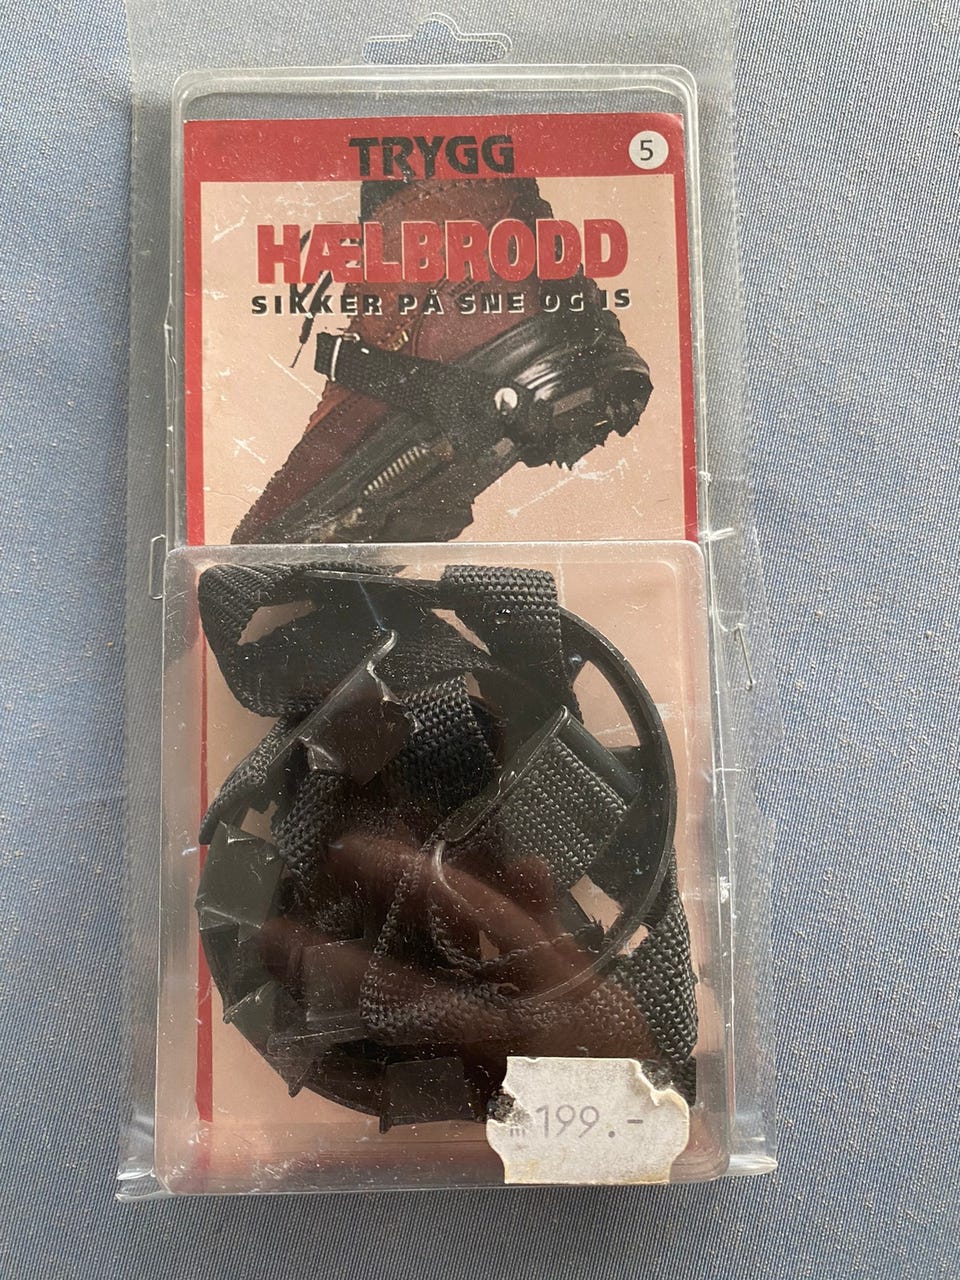 TRYGG
5
HÆLBRODD
SIKKER PÅ SNE OG IS
199.-